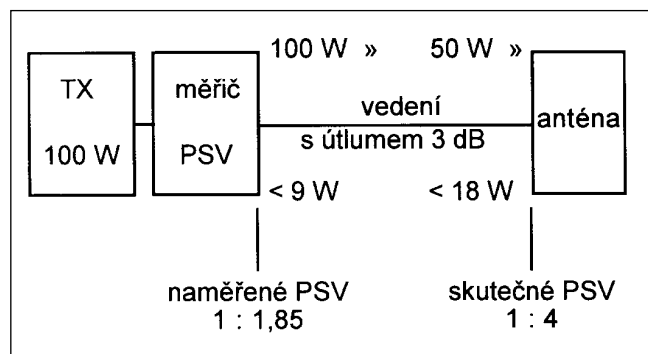 100 W » 50 W »
TX měřič vedení anténa
100 W PSV s útlumem 3 dB
< 9 W < 18 W
naměřené PSV skutečné PSV
1 : 1,85 1 : 4